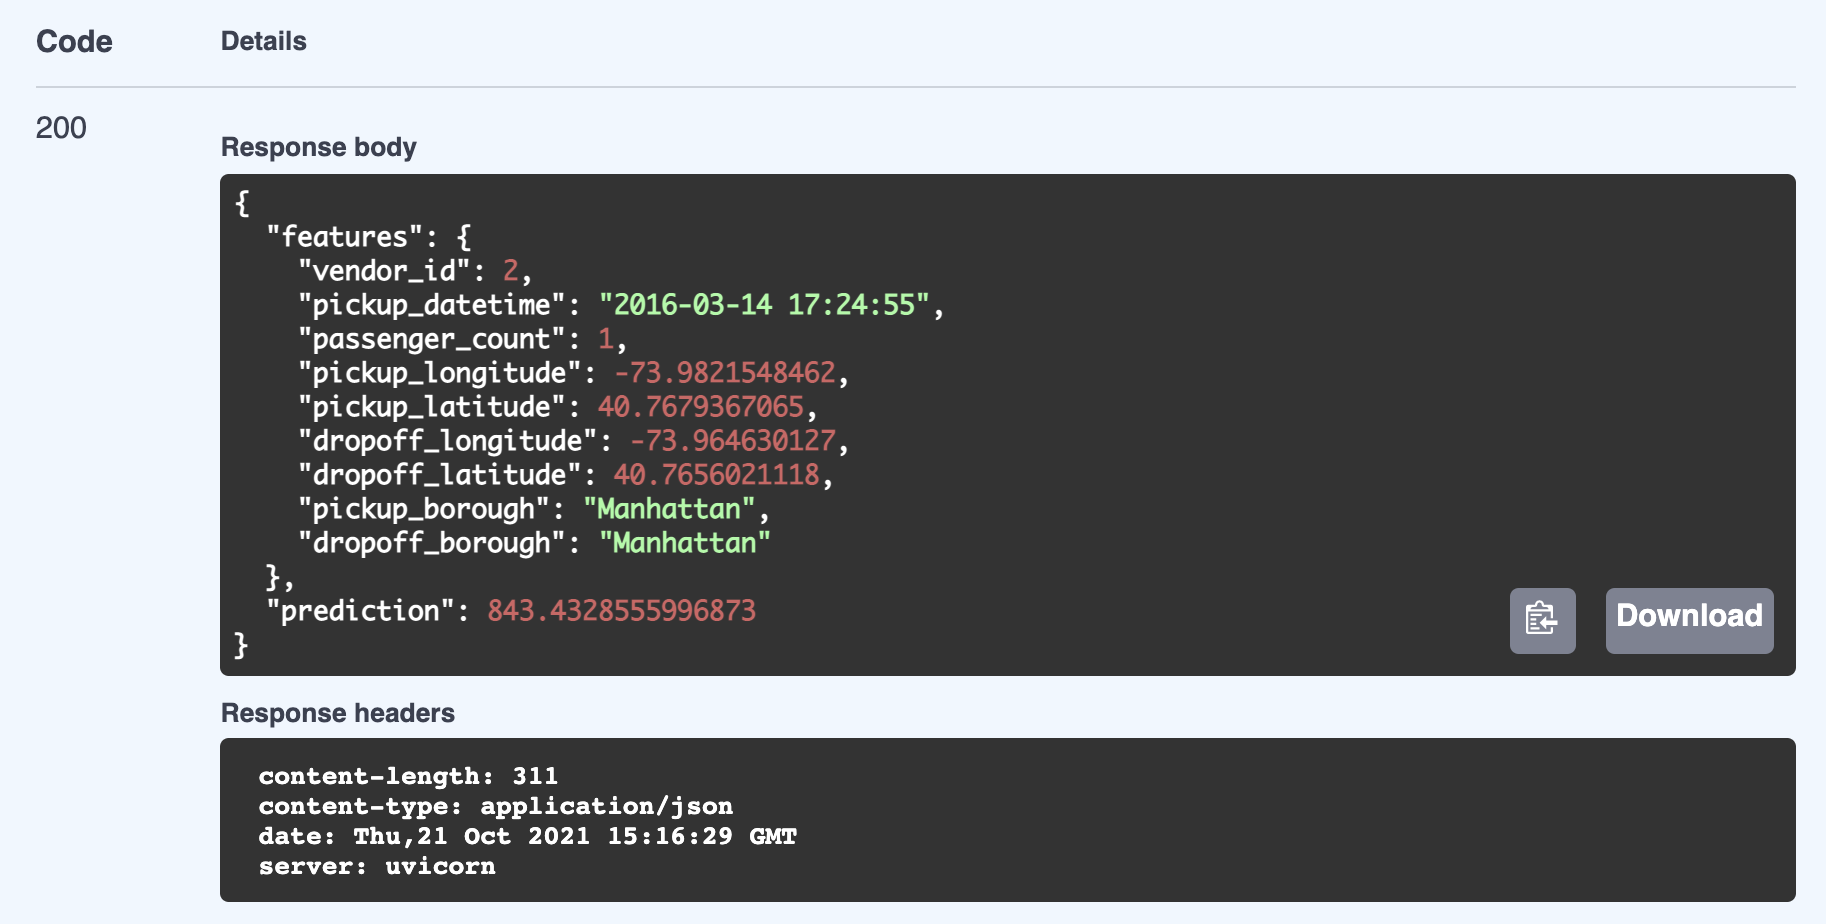 Code Details
200
Response body
{
  "features": {
    "vendor_id": 2,
    "pickup_datetime": "2016-03-14 17:24:55",
    "passenger_count": 1,
    "pickup_longitude": -73.9821548462,
    "pickup_latitude": 40.7679367065,
    "dropoff_longitude": -73.964630127,
    "dropoff_latitude": 40.7656021118,
    "pickup_borough": "Manhattan",
    "dropoff_borough": "Manhattan"
  },
  "prediction": 843.4328555996873
}
Download
Response headers
content-length: 311
content-type: application/json
date: Thu,21 Oct 2021 15:16:29 GMT
server: uvicorn